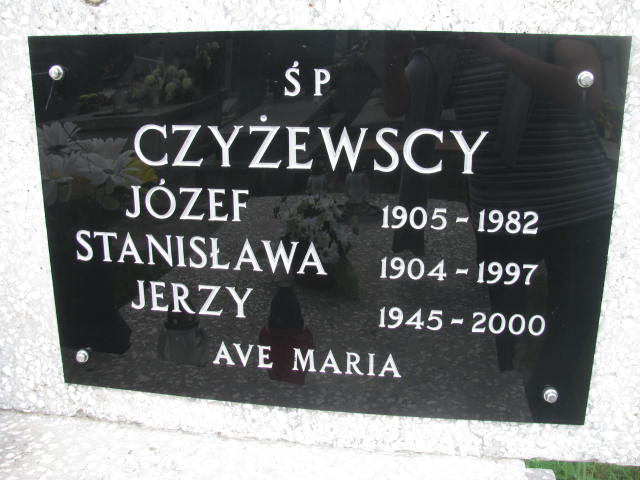 ŚP
CZYŻEWSCY
JÓZEF 1905 - 1982
STANISŁAWA 1904 - 1997
JERZY 1945 - 2000
AVE MARIA